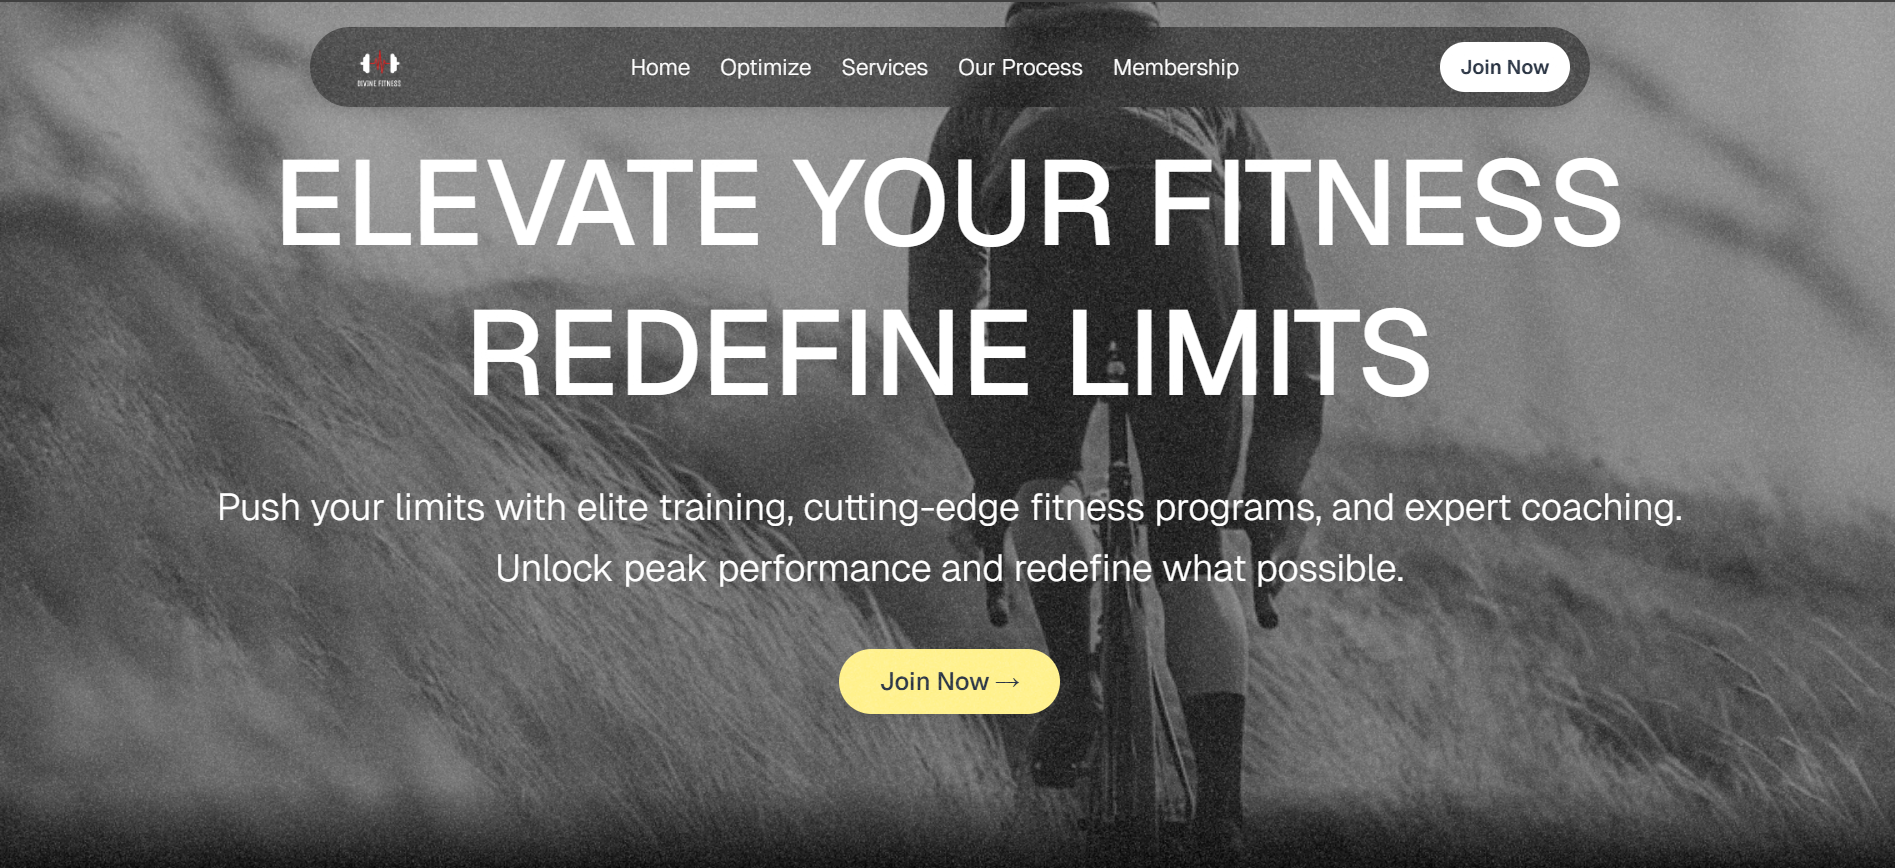 DIVINE FITNESS
Home Optimize Services Our Process Membership
Join Now
ELEVATE YOUR FITNESS
REDEFINE LIMITS
Push your limits with elite training, cutting-edge fitness programs, and expert coaching.
Unlock peak performance and redefine what possible.
Join Now →